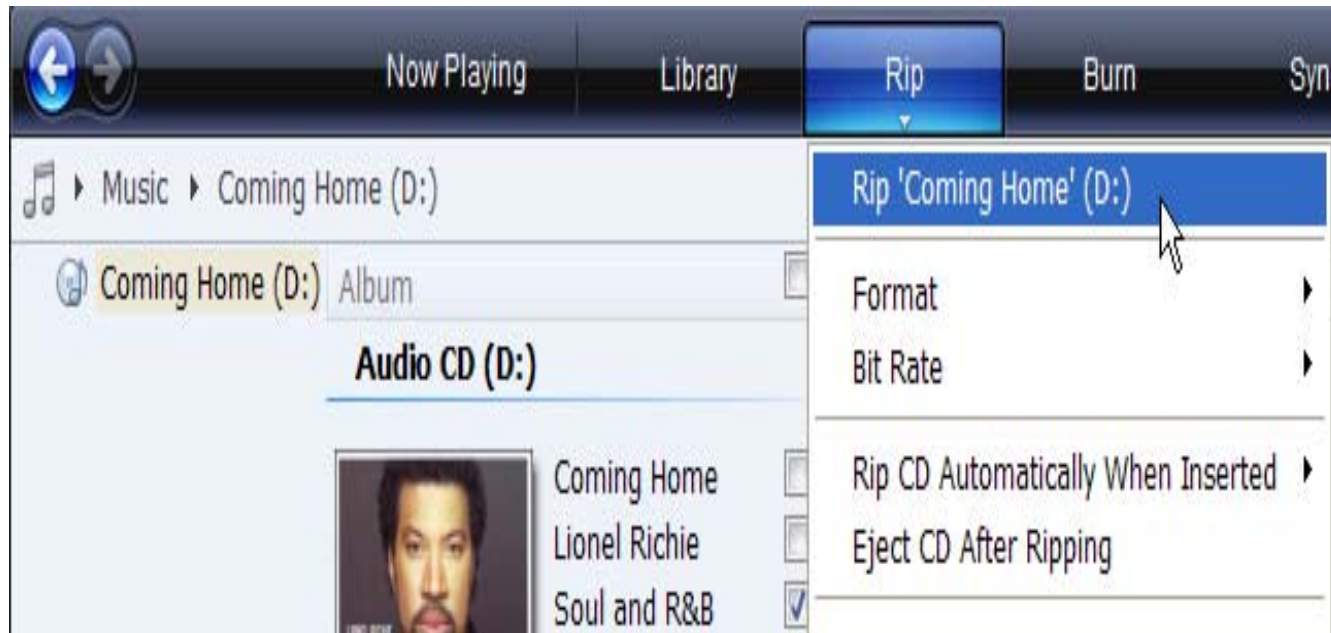 Now Playing Library Rip Burn Syn
Music Coming Home (D:)
Rip 'Coming Home' (D:)
Coming Home (D:) Album
Format
Audio CD (D:)
Bit Rate
Coming Home
Rip CD Automatically When Inserted
Lionel Richie
Eject CD After Ripping
Soul and R&B